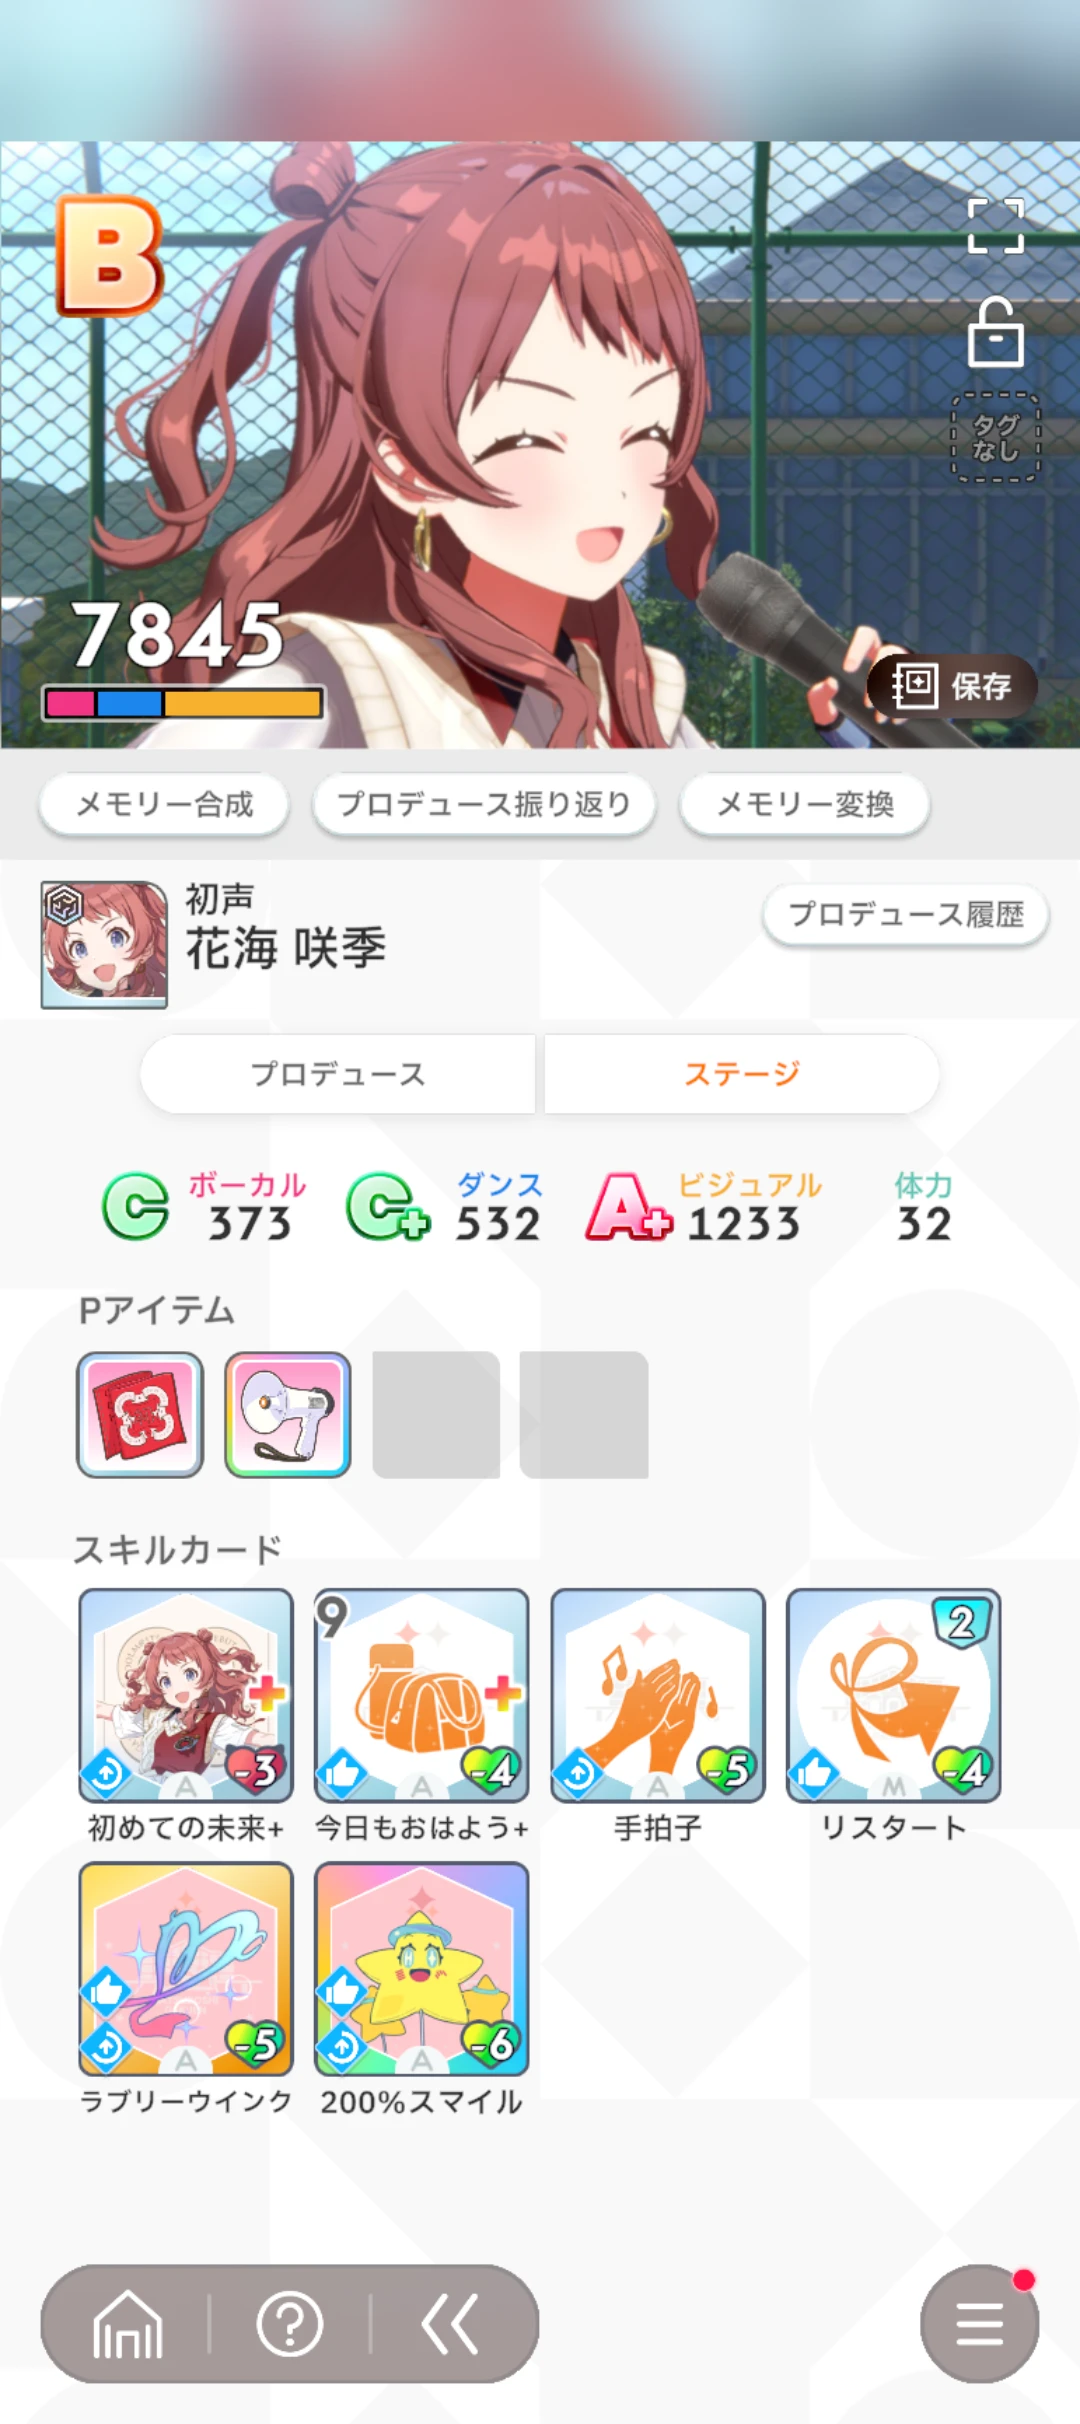 B
タグ
なし
7845
保存
メモリー合成 プロデュース振り返り メモリー変換
初声
花海 咲季
プロデュース履歴
プロデュース ステージ
C ボーカル 373 C+ ダンス 532 A+ ビジュアル 1233 体力 32
Pアイテム
スキルカード
9 2
A -3 A -4 A -5 M -4
初めての未来+ 今日もおはよう+ 手拍子 リスタート
A -5 A -6
ラブリーウインク 200%スマイル